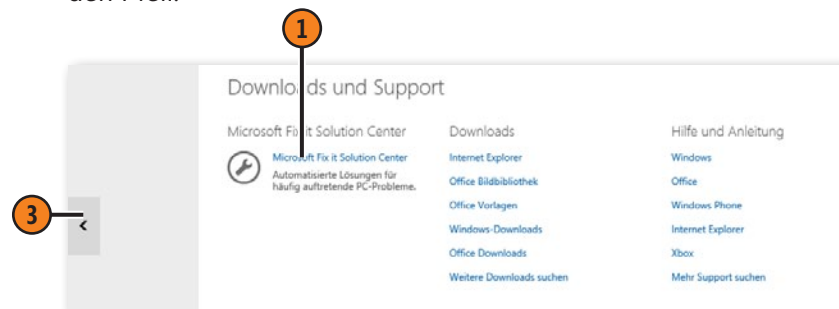 1
Downloads und Support
Microsoft Fix it Solution Center
Microsoft Fix it Solution Center
Automatisierte Lösungen für
häufig auftretende PC-Probleme.
Downloads
Internet Explorer
Office Bildbibliothek
Office Vorlagen
Windows-Downloads
Office Downloads
Weitere Downloads suchen
Hilfe und Anleitung
Windows
Office
Windows Phone
Internet Explorer
Xbox
Mehr Support suchen
3
<